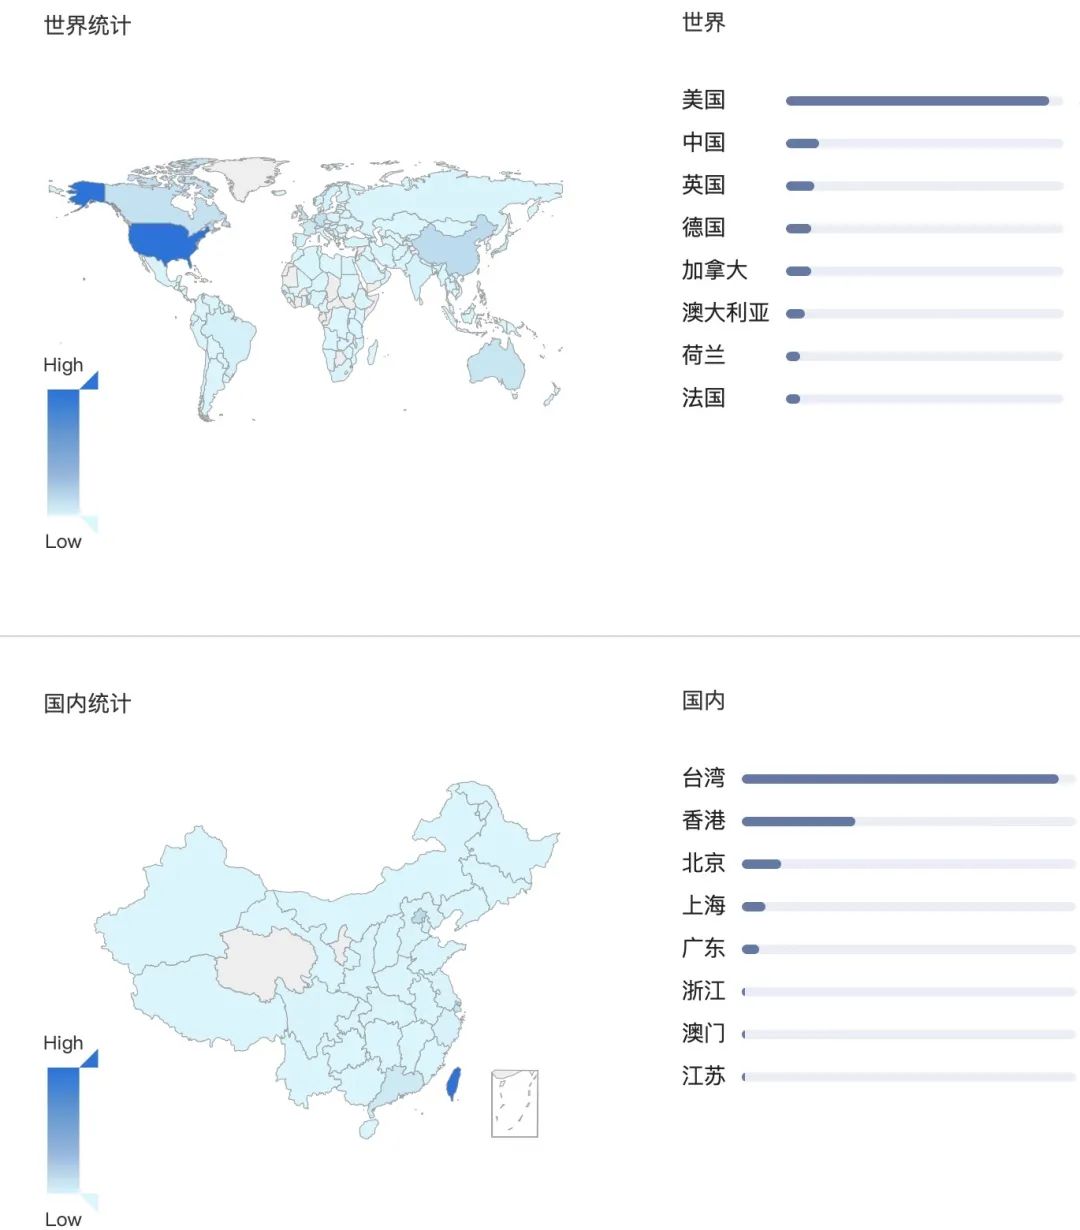 世界统计
High
Low
世界
美国
中国
英国
德国
加拿大
澳大利亚
荷兰
法国
国内统计
High
Low
国内
台湾
香港
北京
上海
广东
浙江
澳门
江苏